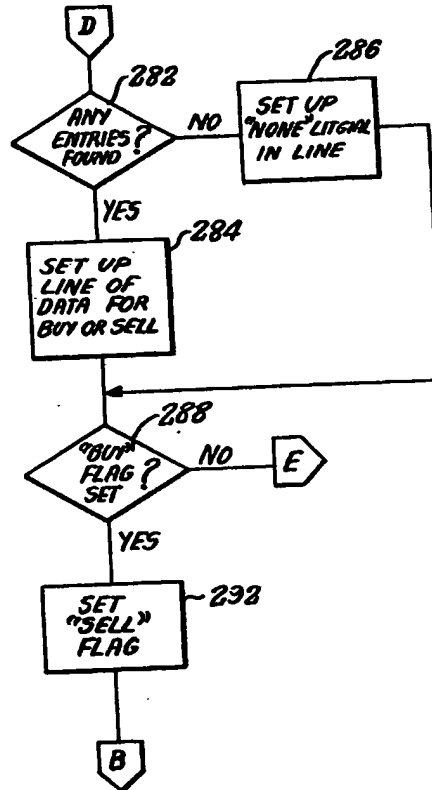 D
282
ANY
ENTRIES
FOUND?
NO
286
SET UP
"NONE" LITGIAL
IN LINE
YES
284
SET UP
LINE OF
DATA FOR
BUY OR SELL
288
"BUY"
FLAG
SET?
NO
E
YES
292
SET
"SELL"
FLAG
B